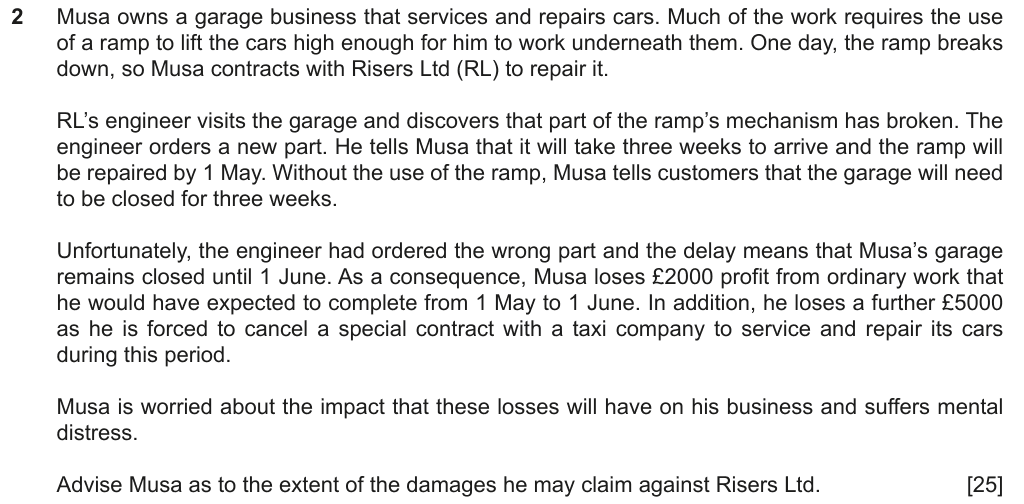 2 Musa owns a garage business that services and repairs cars. Much of the work requires the use
of a ramp to lift the cars high enough for him to work underneath them. One day, the ramp breaks
down, so Musa contracts with Risers Ltd (RL) to repair it.
RL's engineer visits the garage and discovers that part of the ramp's mechanism has broken. The
engineer orders a new part. He tells Musa that it will take three weeks to arrive and the ramp will
be repaired by 1 May. Without the use of the ramp, Musa tells customers that the garage will need
to be closed for three weeks.
Unfortunately, the engineer had ordered the wrong part and the delay means that Musa's garage
remains closed until 1 June. As a consequence, Musa loses £2000 profit from ordinary work that
he would have expected to complete from 1 May to 1 June. In addition, he loses a further £5000
as he is forced to cancel a special contract with a taxi company to service and repair its cars
during this period.
Musa is worried about the impact that these losses will have on his business and suffers mental
distress.
Advise Musa as to the extent of the damages he may claim against Risers Ltd. [25]